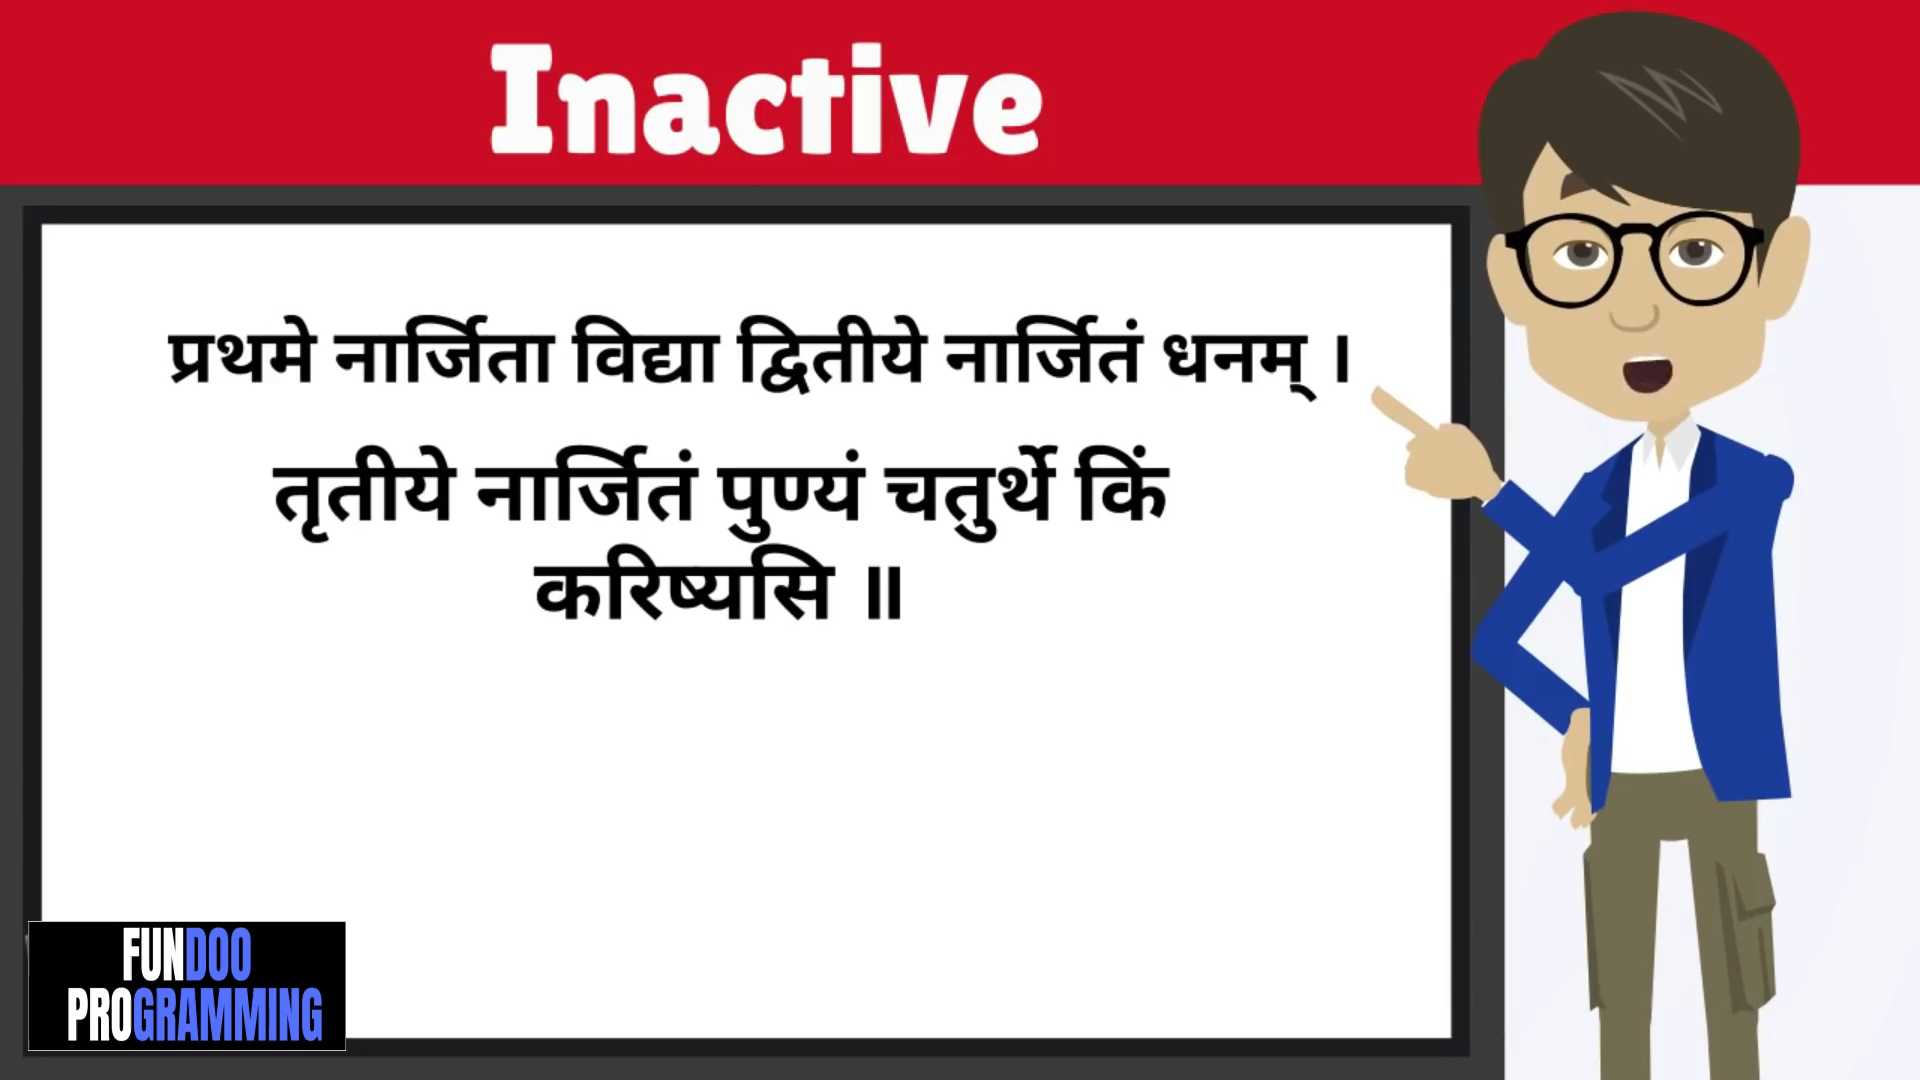 Inactive
प्रथमे नार्जिता विद्या द्वितीये नार्जितं धनम् ।
तृतीये नार्जितं पुण्यं चतुर्थे किं
करिष्यसि ॥
FUNDOO
PROGRAMMING